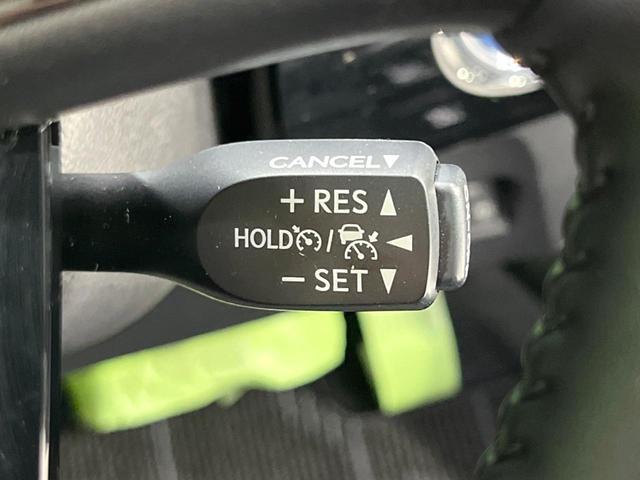 CANCEL▼
+ RES ▲
HOLD / ◀
− SET ▼